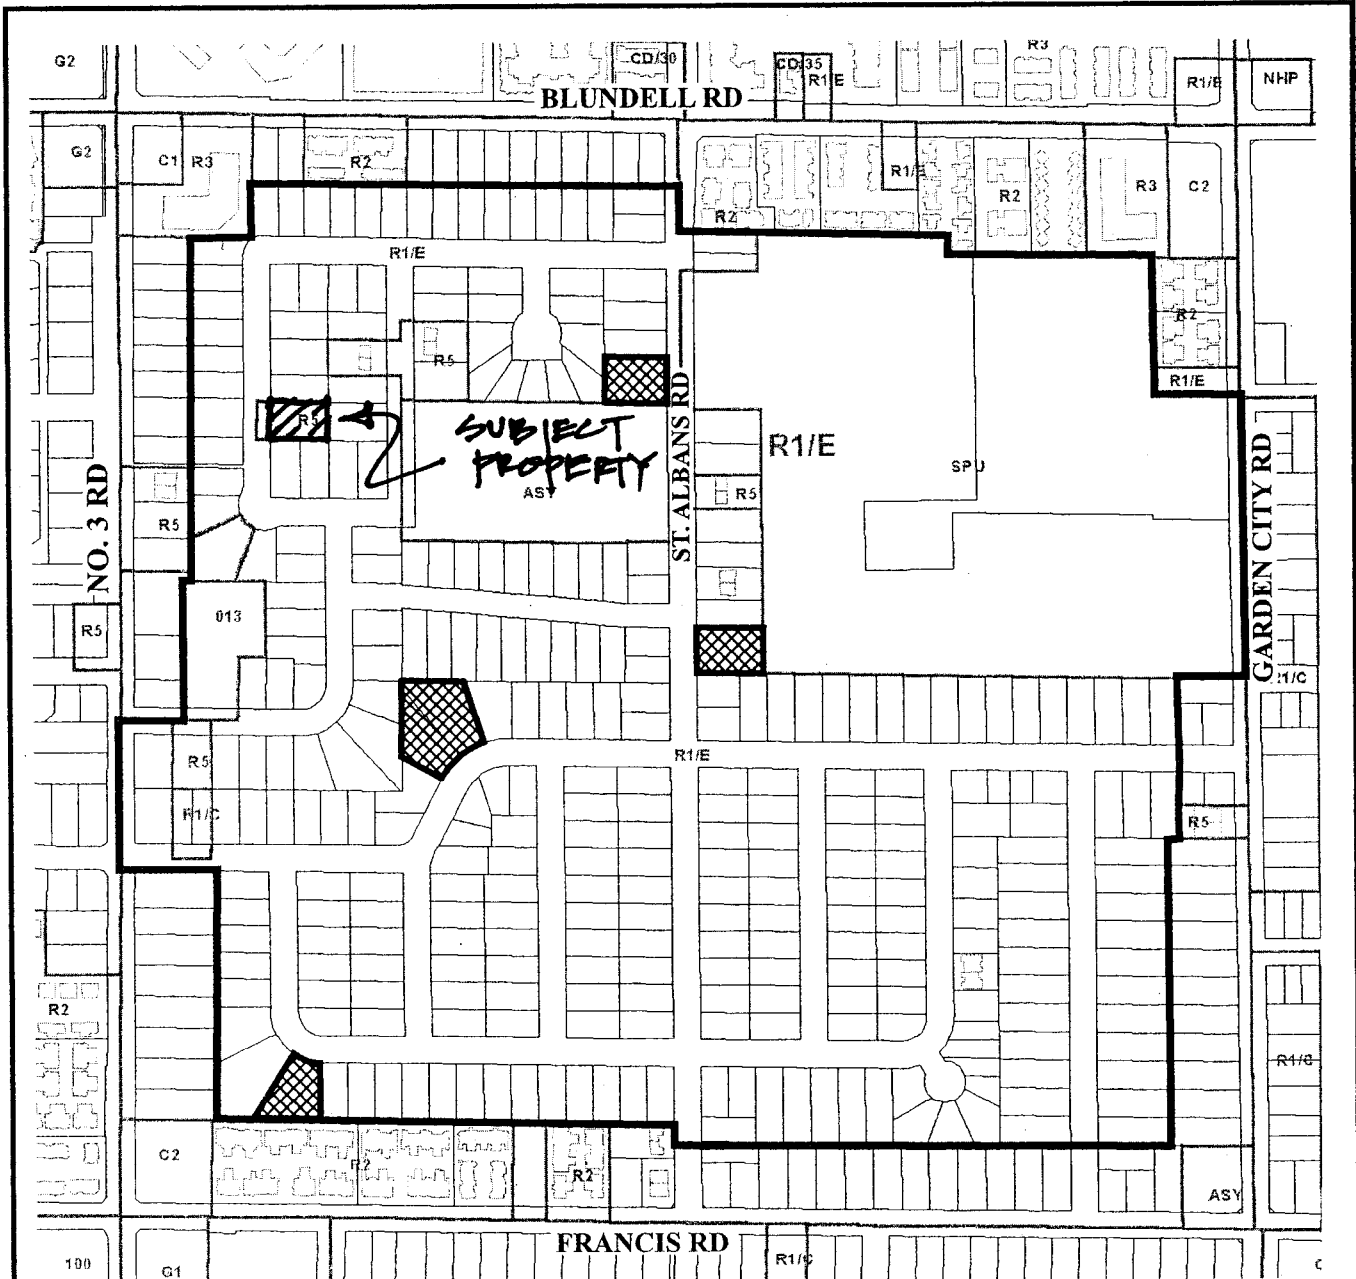 G2
CD/30
CD/35
R1/E
R3
R1/E
NHP
BLUNDELL RD
G2
C1
R3
R2
R2
R1/E
R2
R3
C2
R1/E
R2
R1/E
R5
R5
SUBJECT
PROPERTY
ASY
ST. ALBANS RD
R1/E
SPU
R5
NO. 3 RD
R5
R5
013
GARDEN CITY RD
R5
R1/C
R1/E
R5
R2
R1/C
C2
R2
R2
ASY
FRANCIS RD
100
G1
R1/C